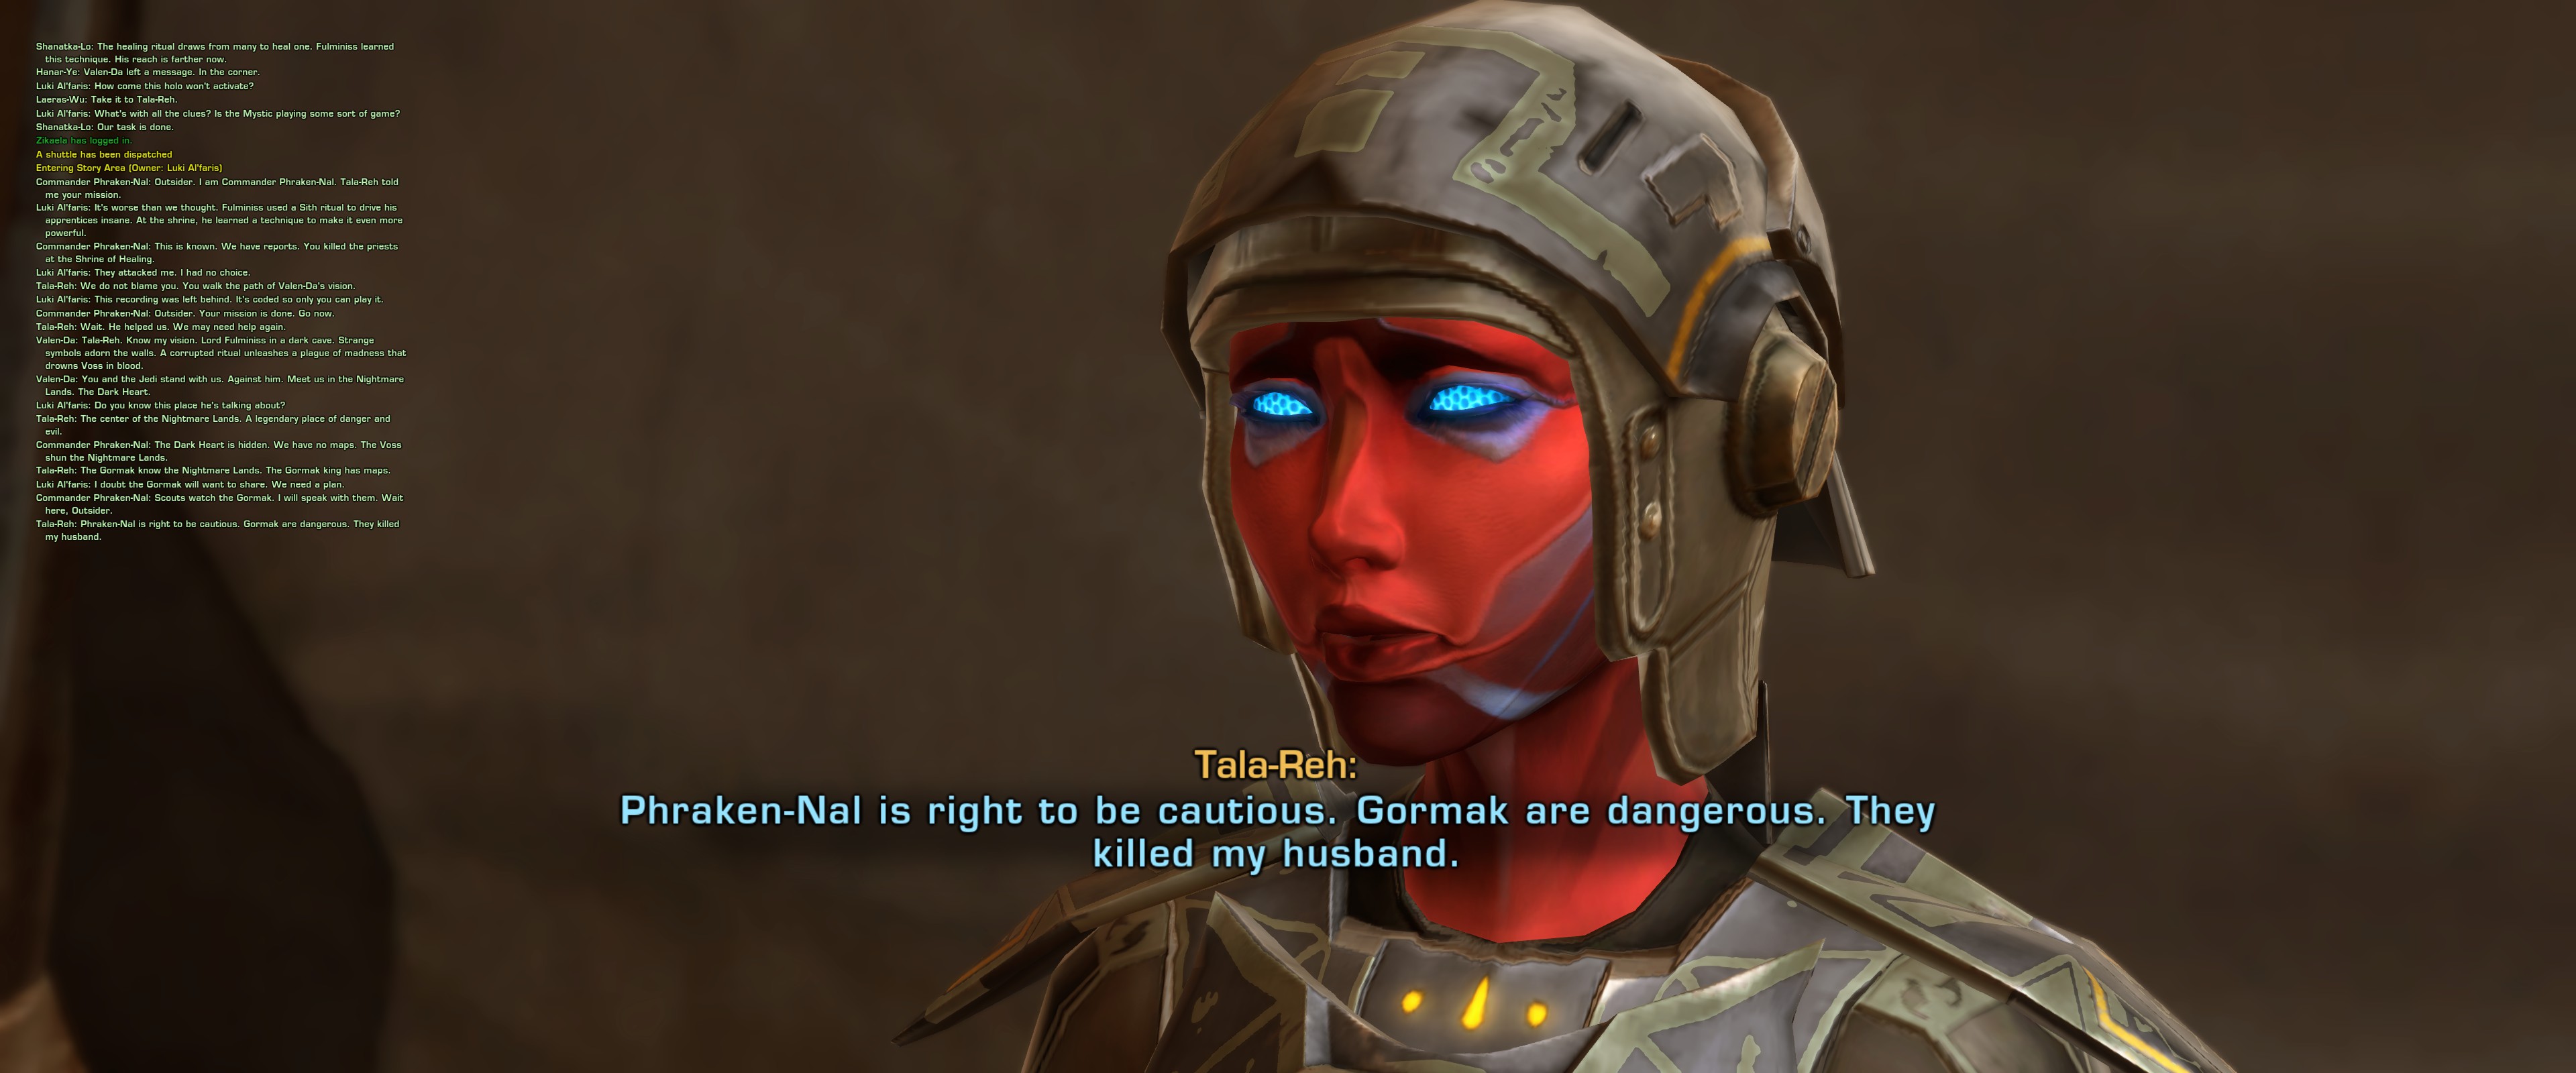 Shanatka-Lo: The healing ritual draws from many to heal one. Fulminiss learned
this technique. His reach is farther now.
Hanar-Ye: Valen-Da left a message. In the corner.
Luki Al'faris: How come this holo won't activate?
Laeras-Wu: Take it to Tala-Reh.
Luki Al'faris: What's with all the clues? Is the Mystic playing some sort of game?
Shanatka-Lo: Our task is done.
Zikaela has logged in.
A shuttle has been dispatched
Entering Story Area (Owner: Luki Al'faris)
Commander Phraken-Nal: Outsider. I am Commander Phraken-Nal. Tala-Reh told
me your mission.
Luki Al'faris: It's worse than we thought. Fulminiss used a Sith ritual to drive his
apprentices insane. At the shrine, he learned a technique to make it even more
powerful.
Commander Phraken-Nal: This is known. We have reports. You killed the priests
at the Shrine of Healing.
Luki Al'faris: They attacked me. I had no choice.
Tala-Reh: We do not blame you. You walk the path of Valen-Da's vision.
Luki Al'faris: This recording was left behind. It's coded so only you can play it.
Commander Phraken-Nal: Outsider. Your mission is done. Go now.
Tala-Reh: Wait. He helped us. We may need help again.
Valen-Da: Tala-Reh. Know my vision. Lord Fulminiss in a dark cave. Strange
symbols adorn the walls. A corrupted ritual unleashes a plague of madness that
drowns Voss in blood.
Valen-Da: You and the Jedi stand with us. Against him. Meet us in the Nightmare
Lands. The Dark Heart.
Luki Al'faris: Do you know this place he's talking about?
Tala-Reh: The center of the Nightmare Lands. A legendary place of danger and
evil.
Commander Phraken-Nal: The Dark Heart is hidden. We have no maps. The Voss
shun the Nightmare Lands.
Tala-Reh: The Gormak know the Nightmare Lands. The Gormak king has maps.
Luki Al'faris: I doubt the Gormak will want to share. We need a plan.
Commander Phraken-Nal: Scouts watch the Gormak. I will speak with them. Wait
here, Outsider.
Tala-Reh: Phraken-Nal is right to be cautious. Gormak are dangerous. They killed
my husband.
Tala-Reh:
Phraken-Nal is right to be cautious. Gormak are dangerous. They
killed my husband.